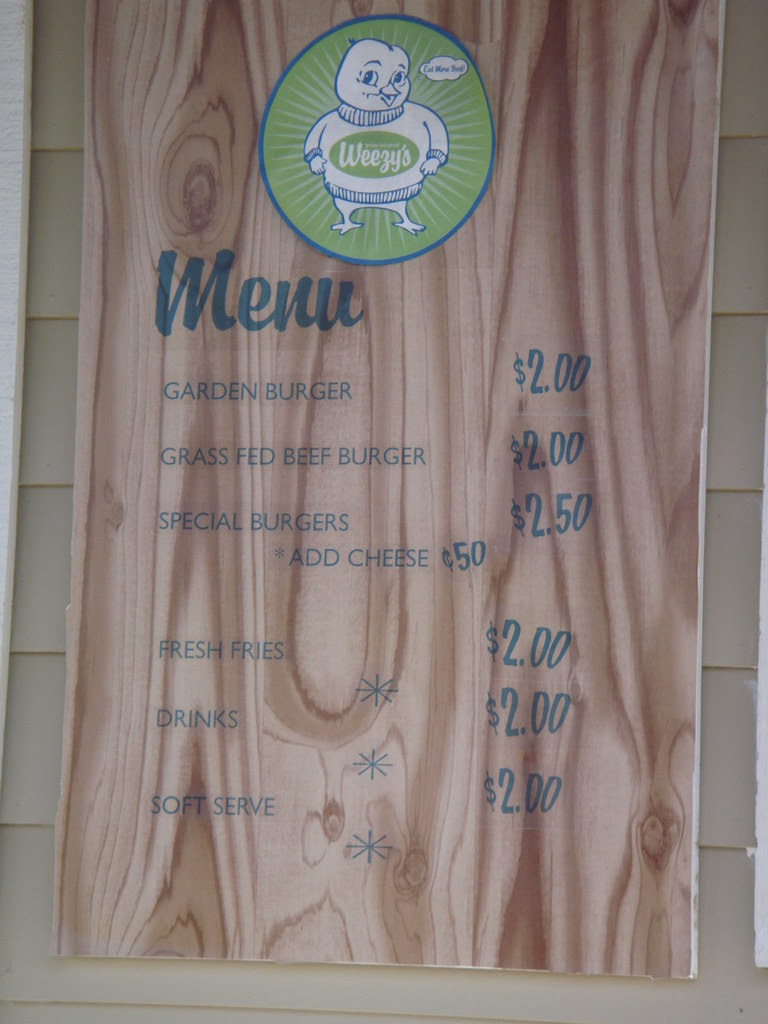 Eat More Beef!
Weezy's
Menu
GARDEN BURGER $2.00
GRASS FED BEEF BURGER $2.00
SPECIAL BURGERS $2.50
*ADD CHEESE ¢50
FRESH FRIES $2.00
DRINKS $2.00
SOFT SERVE $2.00